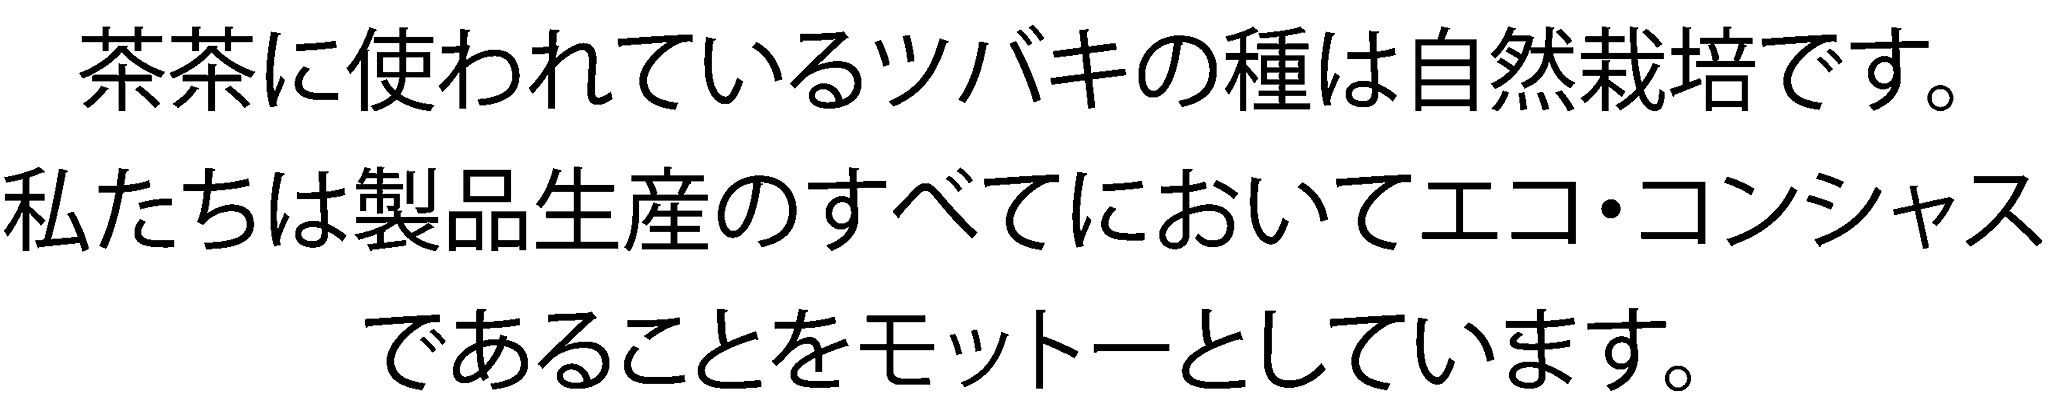 茶茶に使われているツバキの種は自然栽培です。
私たちは製品生産のすべてにおいてエコ・コンシャス
であることをモットーとしています。